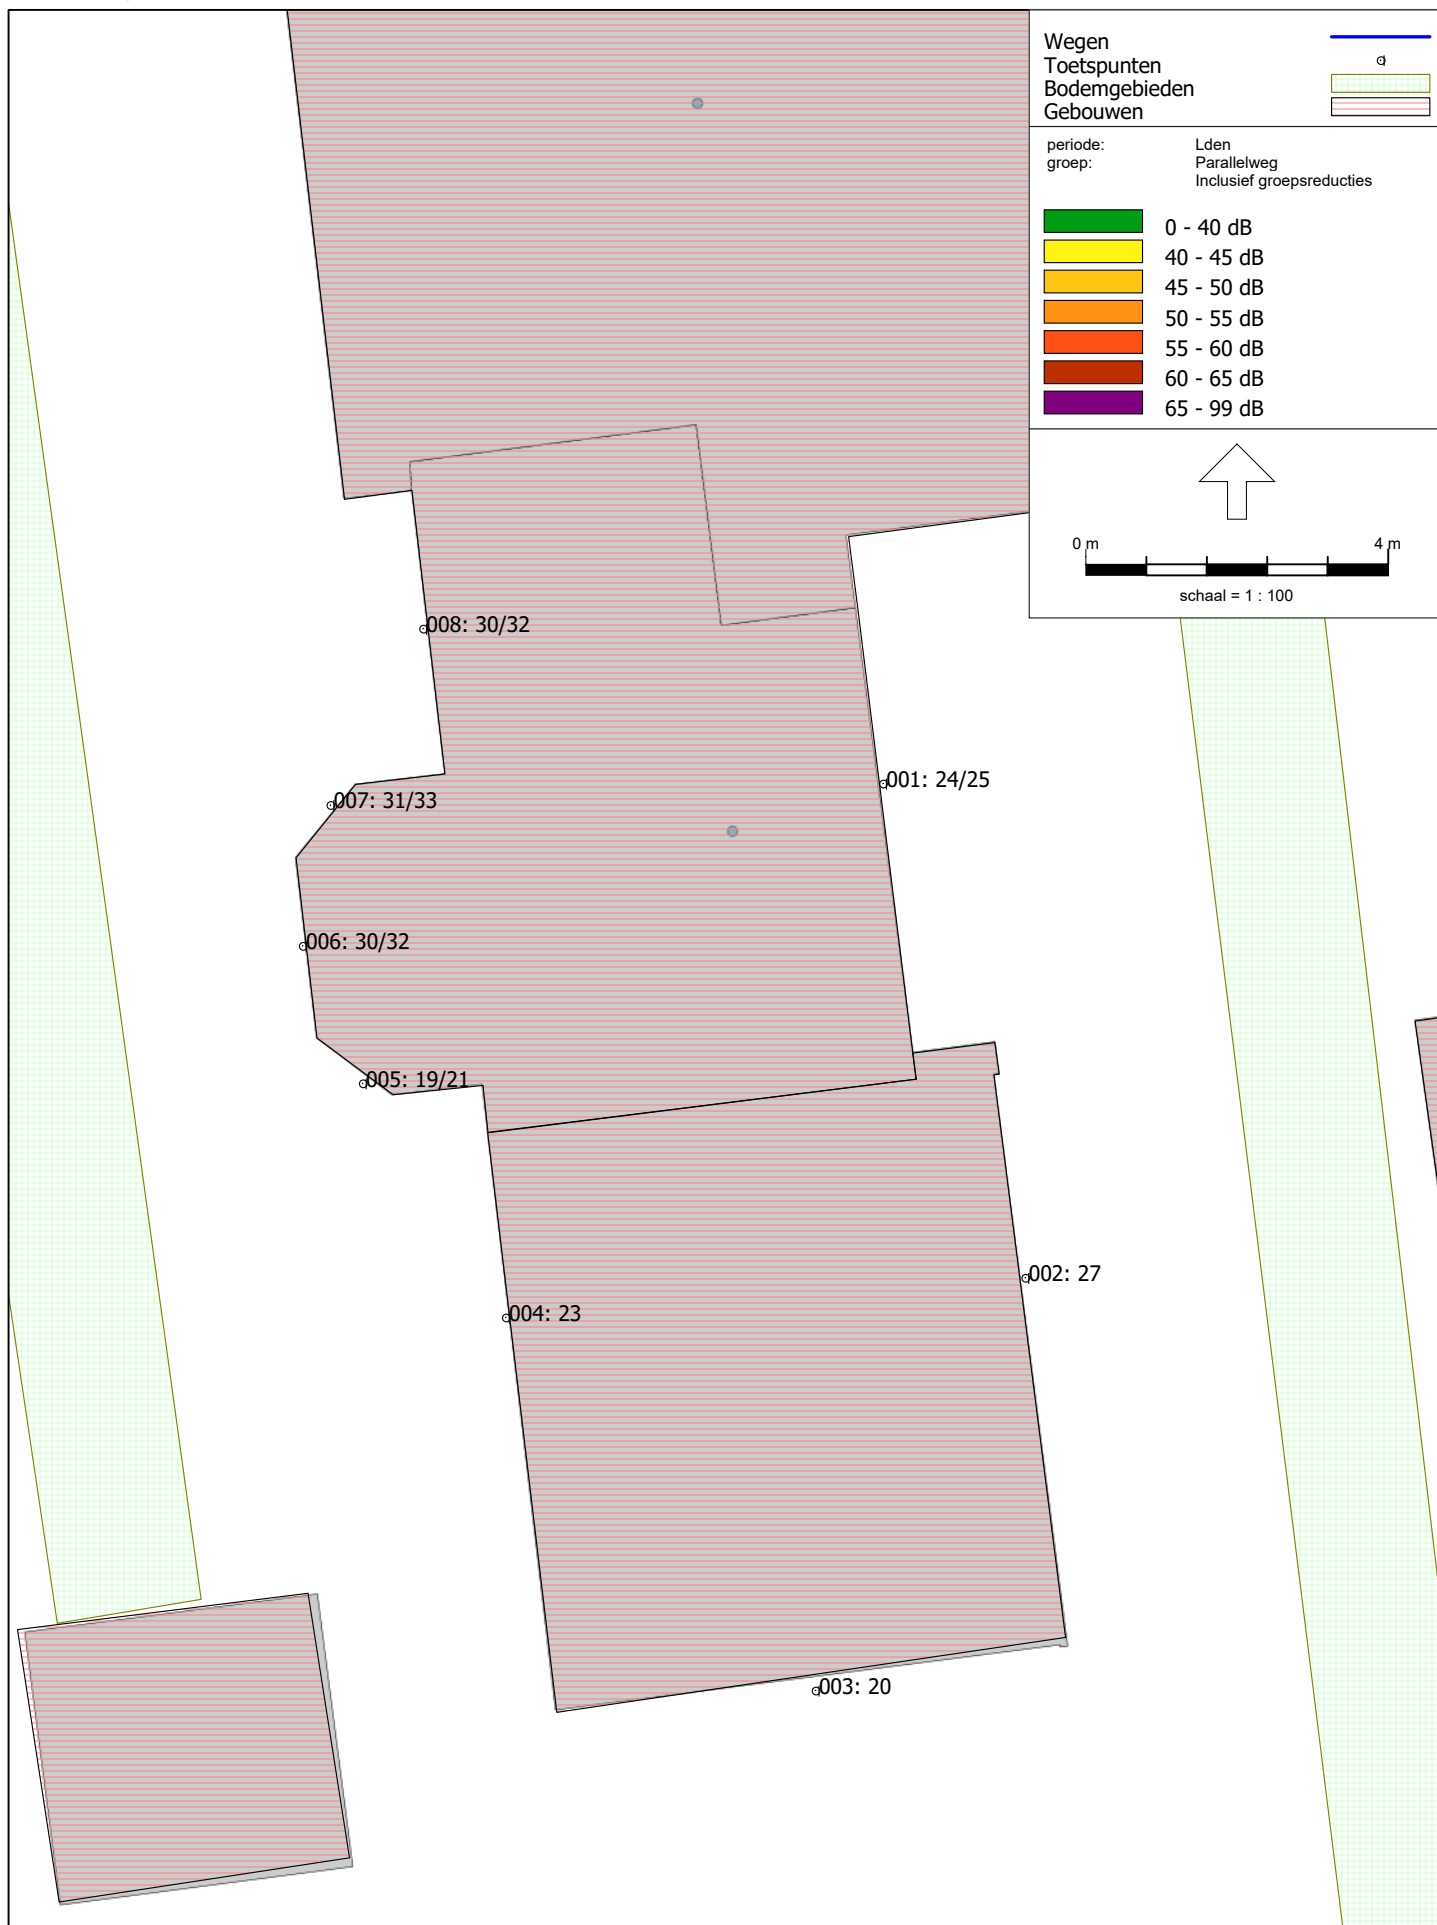 Wegen
Toetspunten
Bodemgebieden
Gebouwen
periode: Lden
groep: Parallelweg
Inclusief groepsreducties
0 - 40 dB
40 - 45 dB
45 - 50 dB
50 - 55 dB
55 - 60 dB
60 - 65 dB
65 - 99 dB
0 m 4 m
schaal = 1 : 100
008: 30/32
001: 24/25
007: 31/33
006: 30/32
005: 19/21
002: 27
004: 23
003: 20